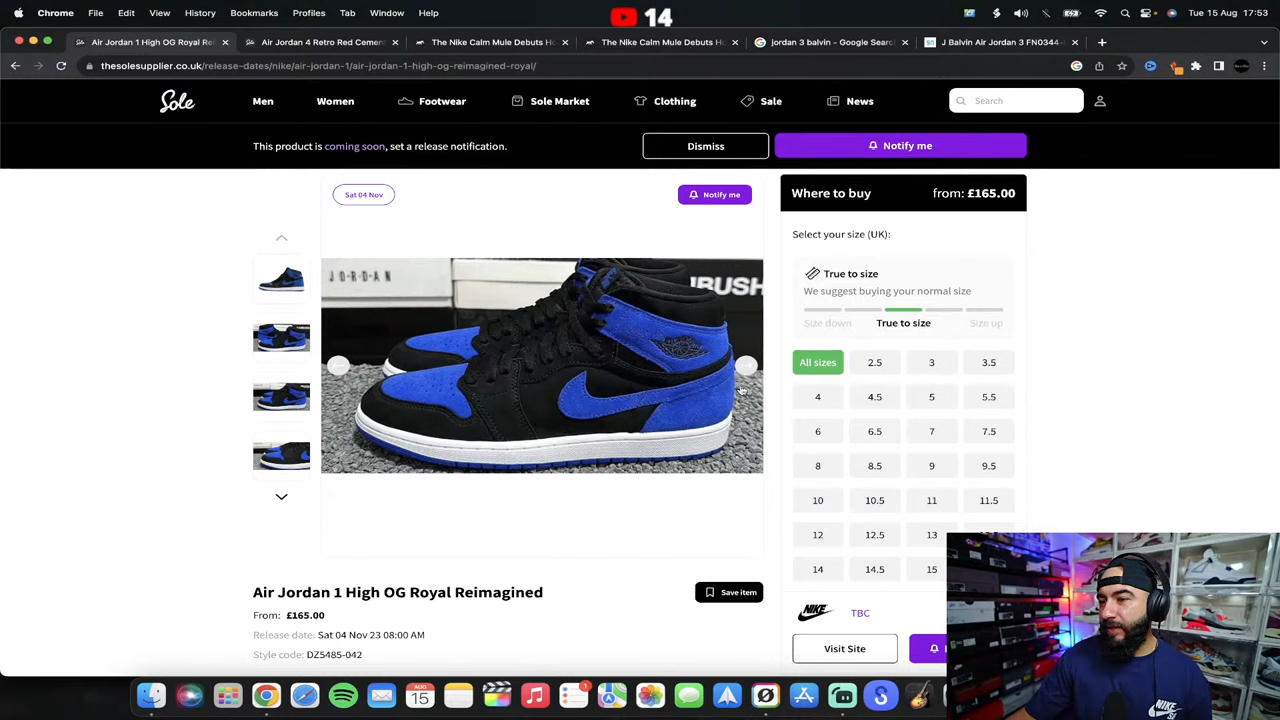 14
Chrome File Edit View History Bookmarks Profiles Tab Window Help Tue 15 Aug 17:53
Air Jordan 1 High OG Royal Rei Air Jordan 4 Retro Red Cement The Nike Calm Mule Debuts Ho The Nike Calm Mule Debuts Ho jordan 3 balvin - Google Search J Balvin Air Jordan 3 FN0344-
thesolesupplier.co.uk/release-dates/nike/air-jordan-1/air-jordan-1-high-og-reimagined-royal/
Sole Men Women Footwear Sole Market Clothing Sale News Search
This product is coming soon, set a release notification. Dismiss Notify me
Sat 04 Nov Notify me
Where to buy from: £165.00
Select your size (UK):
True to size
We suggest buying your normal size
Size down True to size Size up
JORDAN
All sizes 2.5 3 3.5
4 4.5 5 5.5
6 6.5 7 7.5
8 8.5 9 9.5
10 10.5 11 11.5
12 12.5 13
14 14.5 15
Air Jordan 1 High OG Royal Reimagined Save item
From: £165.00
Release date: Sat 04 Nov 23 08:00 AM
Style code: DZ5485-042
NIKE TBC
Visit Site
AUG
15
1
NIKE